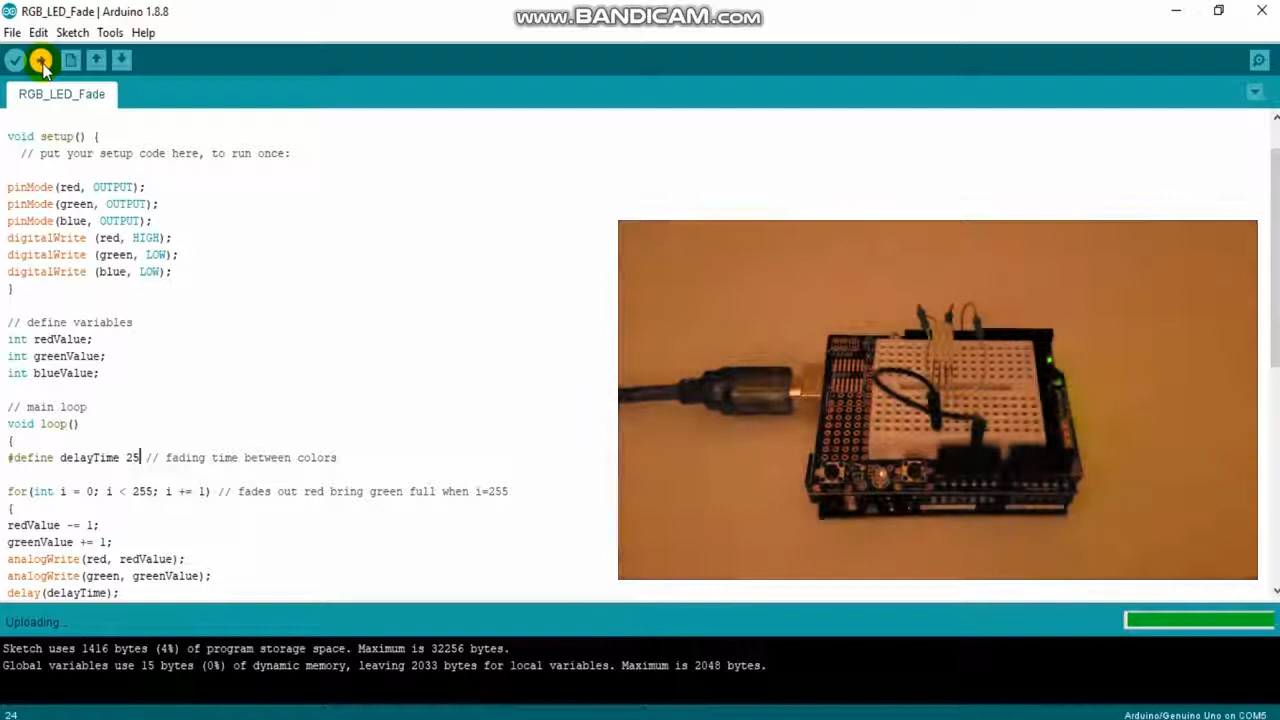 RGB_LED_Fade | Arduino 1.8.8
www.BANDICAM.com
File Edit Sketch Tools Help
RGB_LED_Fade
void setup() {
// put your setup code here, to run once:
pinMode(red, OUTPUT);
pinMode(green, OUTPUT);
pinMode(blue, OUTPUT);
digitalWrite (red, HIGH);
digitalWrite (green, LOW);
digitalWrite (blue, LOW);
}
// define variables
int redValue;
int greenValue;
int blueValue;
// main loop
void loop()
{
#define delayTime 25 // fading time between colors
for(int i = 0; i < 255; i += 1) // fades out red bring green full when i=255
{
redValue -= 1;
greenValue += 1;
analogWrite(red, redValue);
analogWrite(green, greenValue);
delay(delayTime);
Uploading...
Sketch uses 1416 bytes (4%) of program storage space. Maximum is 32256 bytes.
Global variables use 15 bytes (0%) of dynamic memory, leaving 2033 bytes for local variables. Maximum is 2048 bytes.
24
Arduino/Genuino Uno on COM5